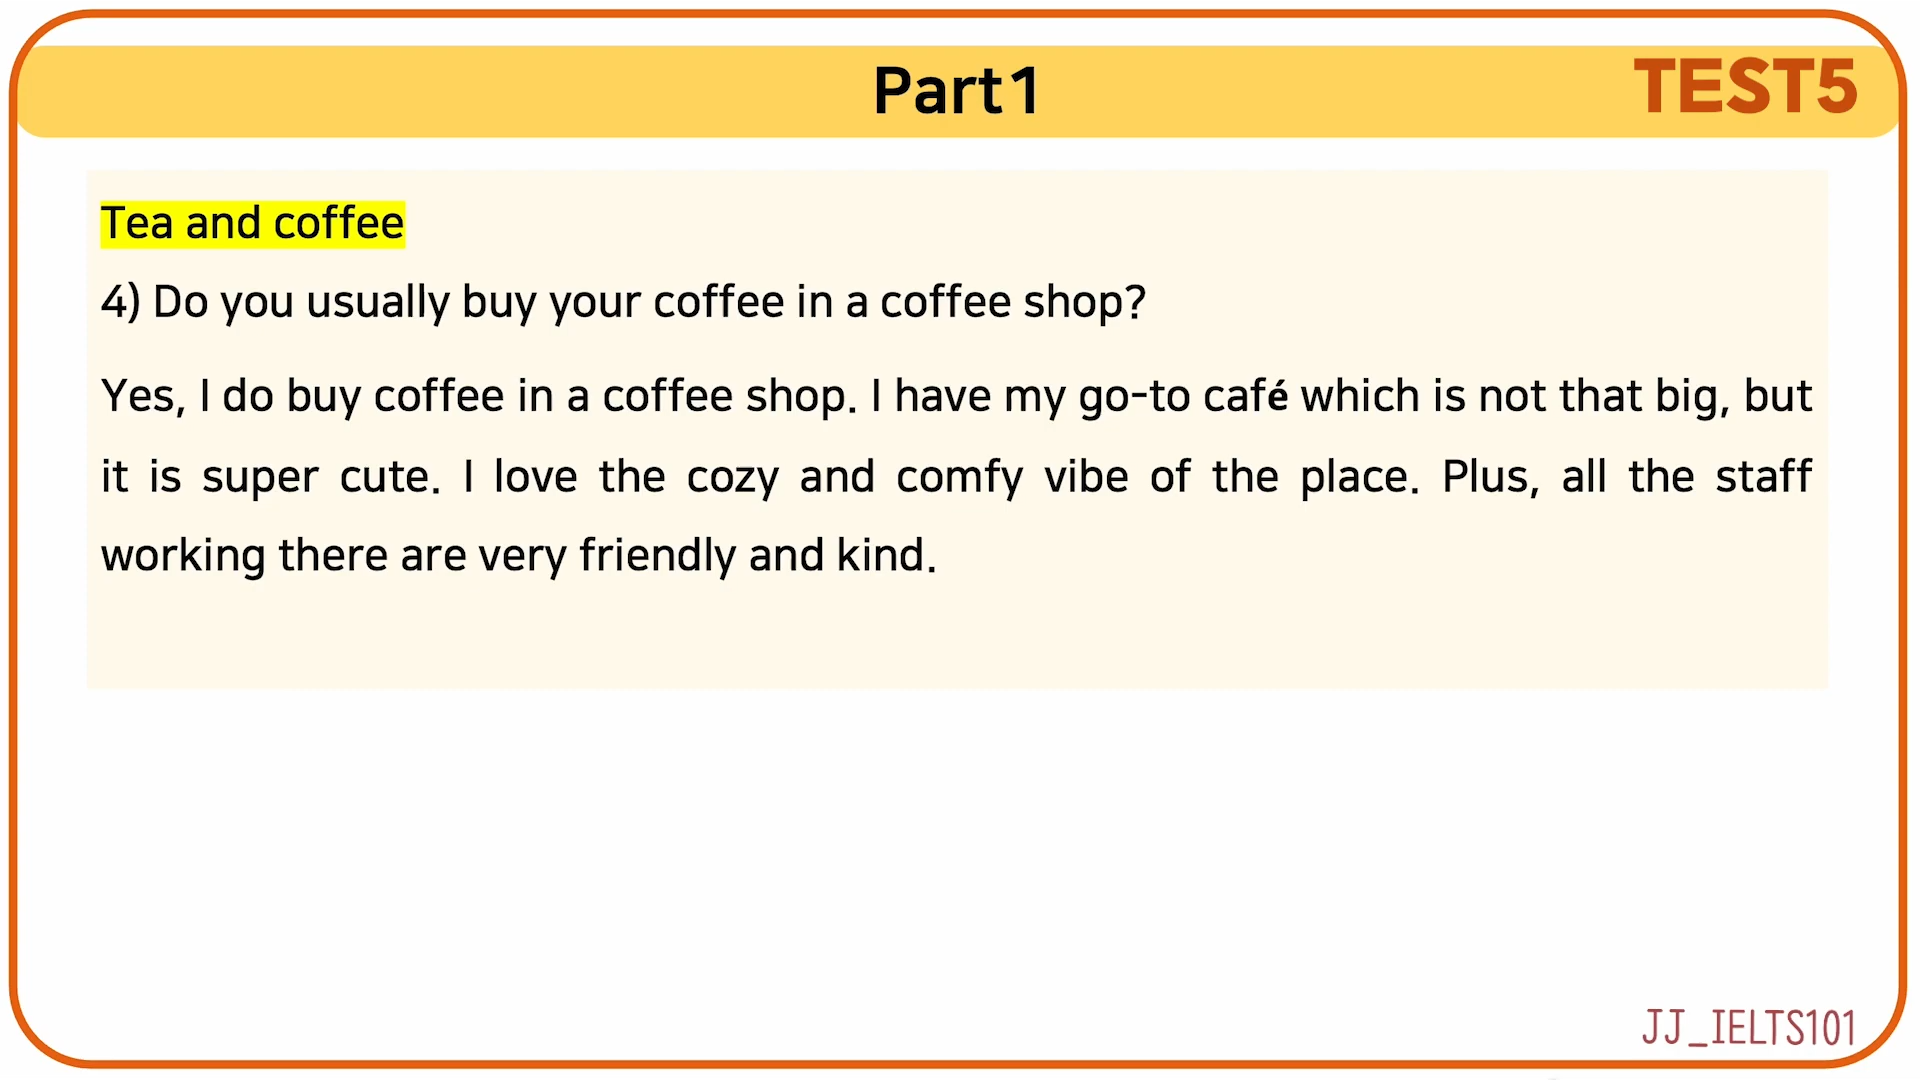 Part1
TEST5
Tea and coffee
4) Do you usually buy your coffee in a coffee shop?
Yes, I do buy coffee in a coffee shop. I have my go-to café which is not that big, but
it is super cute. I love the cozy and comfy vibe of the place. Plus, all the staff
working there are very friendly and kind.
JJ_IELTS101